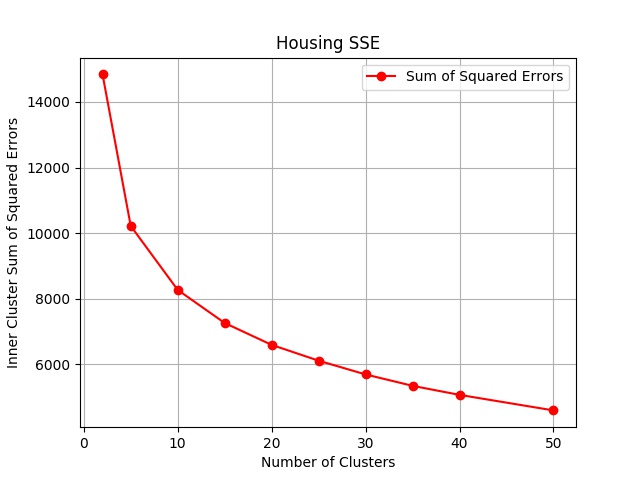 Housing SSE
Sum of Squared Errors
Inner Cluster Sum of Squared Errors
14000
12000
10000
8000
6000
0 10 20 30 40 50
Number of Clusters